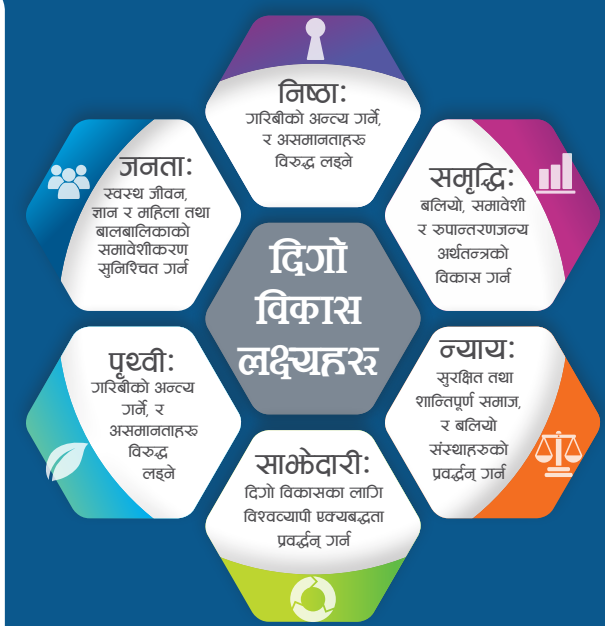 निष्ठा:
गरिबीको अन्त्य गर्ने,
र असमानताहरु
विरुद्ध लड्ने
जनता:
स्वस्थ जीवन,
ज्ञान र महिला तथा
बालबालिकाको
समावेशीकरण
सुनिश्चित गर्न
समृद्धि:
बलियो, समावेशी
र रुपान्तरणजन्य
अर्थतन्त्रको
विकास गर्न
दिगो
विकास
लक्ष्यहरु
पृथ्वी:
गरिबीको अन्त्य
गर्ने, र
असमानताहरु
विरुद्ध
लड्ने
न्याय:
सुरक्षित तथा
शान्तिपूर्ण समाज,
र बलियो
संस्थाहरुको
प्रवर्द्धन् गर्न
साझेदारी:
दिगो विकासका लागि
विश्वव्यापी एक्यबद्धता
प्रवर्द्धन् गर्न